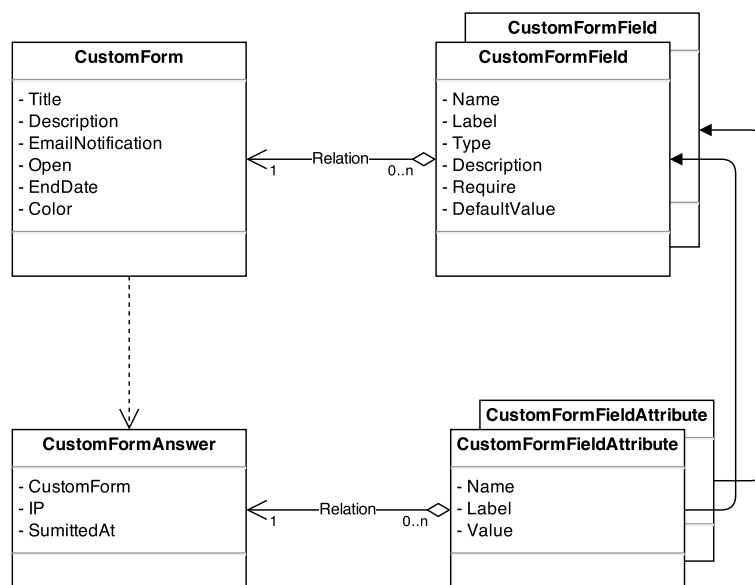 CustomFormField
CustomForm
- Title
- Description
- EmailNotification
- Open
- EndDate
- Color
Relation
1
0..n
CustomFormField
- Name
- Label
- Type
- Description
- Require
- DefaultValue
CustomFormFieldAttribute
CustomFormAnswer
- CustomForm
- IP
- SumittedAt
Relation
1
0..n
CustomFormFieldAttribute
- Name
- Label
- Value